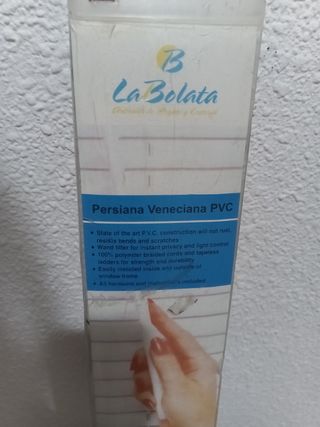 B
La Bolata
Persiana Veneciana PVC
• State of the art P.V.C. construction will not rust,
resists bends and scratches
• Wand tilter for instant privacy and light control
• 100% polyester braided cords and tapeless
ladders for strength and durability
• Easily installed inside and outside of
window frame
• All hardware and instructions included